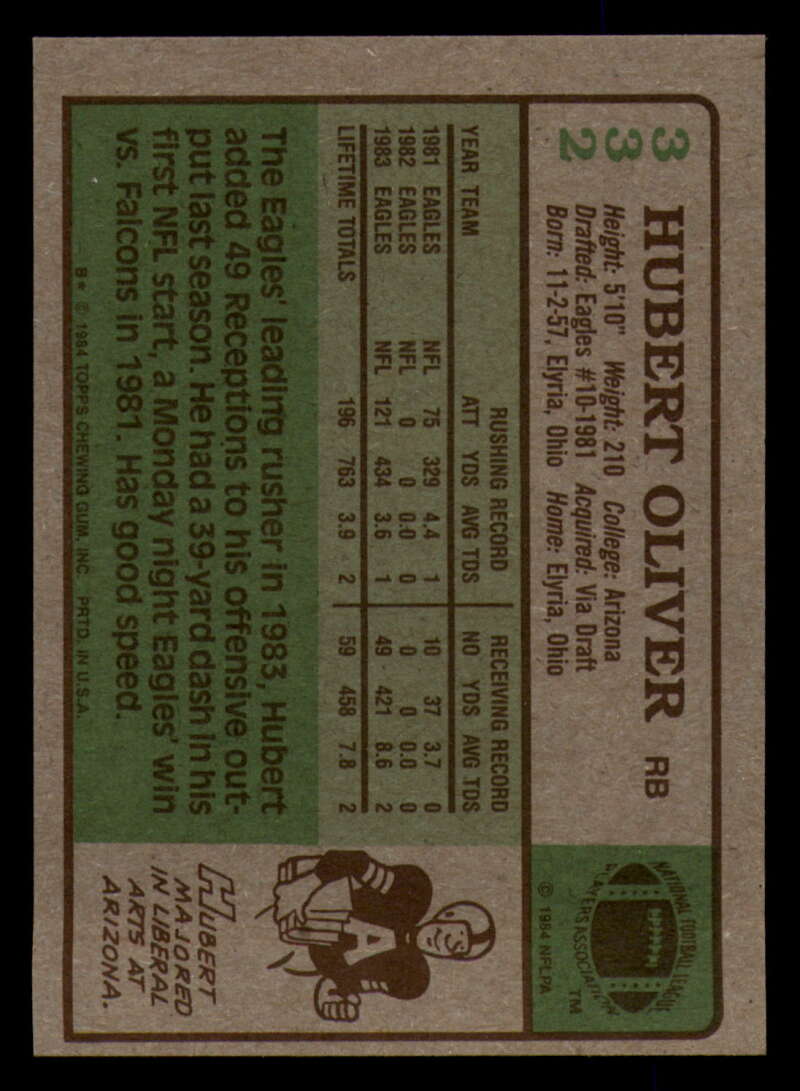 332
HUBERT OLIVER RB
Height: 5'10" Weight: 210 College: Arizona
Drafted: Eagles #10-1981 Acquired: Via Draft
Born: 11-2-57, Elyria, Ohio Home: Elyria, Ohio
NATIONAL FOOTBALL LEAGUE
PLAYERS ASSOCIATION
TM
© 1984 NFLPA
RUSHING RECORD RECEIVING RECORD
YEAR TEAM ATT YDS AVG TDS NO YDS AVG TDS
1981 EAGLES NFL 75 329 4.4 1 10 37 3.7 0
1982 EAGLES NFL 0 0 0.0 0 0 0 0.0 0
1983 EAGLES NFL 121 434 3.6 1 49 421 8.6 2
LIFETIME TOTALS 196 763 3.9 2 59 458 7.8 2
The Eagles' leading rusher in 1983, Hubert
added 49 Receptions to his offensive out-
put last season. He had a 39-yard dash in his
first NFL start, a Monday night Eagles' win
vs. Falcons in 1981. Has good speed.
A
HUBERT
MAJORED
IN LIBERAL
ARTS AT
ARIZONA.
B* © 1984 TOPPS CHEWING GUM, INC. PRTD. IN U.S.A.